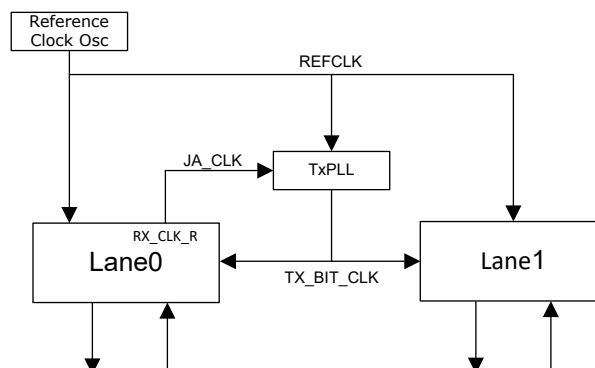 Reference
Clock Osc
REFCLK
JA_CLK
TxPLL
RX_CLK_R
Lane0
TX_BIT_CLK
Lane1